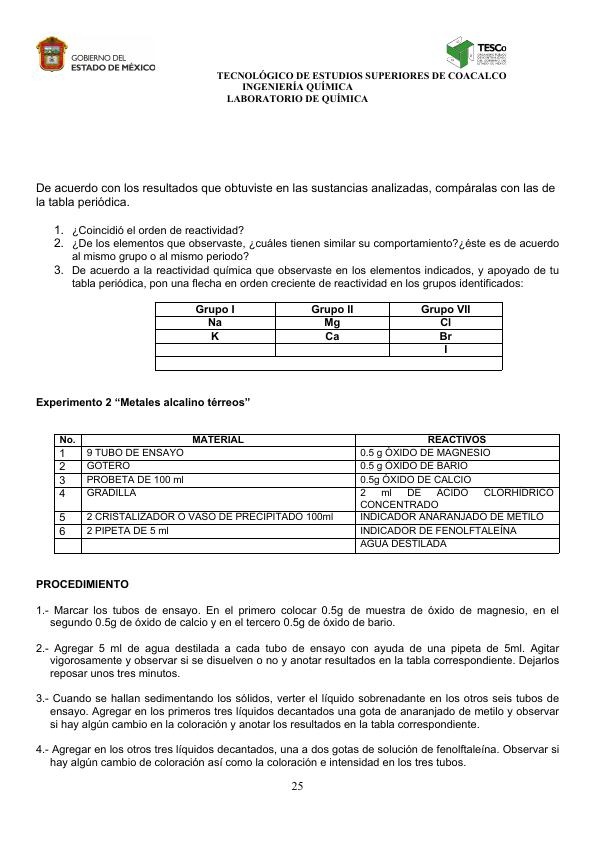 GOBIERNO DEL
ESTADO DE MÉXICO
TESCo
TECNOLÓGICO DE ESTUDIOS SUPERIORES DE COACALCO
INGENIERÍA QUÍMICA
LABORATORIO DE QUÍMICA
De acuerdo con los resultados que obtuviste en las sustancias analizadas, compáralas con las de
la tabla periódica.
1. ¿Coincidió el orden de reactividad?
2. ¿De los elementos que observaste, ¿cuáles tienen similar su comportamiento?¿éste es de acuerdo
al mismo grupo o al mismo periodo?
3. De acuerdo a la reactividad química que observaste en los elementos indicados, y apoyado de tu
tabla periódica, pon una flecha en orden creciente de reactividad en los grupos identificados:
Grupo I Grupo II Grupo VII
Na Mg Cl
K Ca Br
I
Experimento 2 “Metales alcalino térreos”
No. MATERIAL REACTIVOS
1 9 TUBO DE ENSAYO 0.5 g ÓXIDO DE MAGNESIO
2 GOTERO 0.5 g ÓXIDO DE BARIO
3 PROBETA DE 100 ml 0.5g ÓXIDO DE CALCIO
4 GRADILLA 2 ml DE ACIDO CLORHÍDRICO
CONCENTRADO
5 2 CRISTALIZADOR O VASO DE PRECIPITADO 100ml INDICADOR ANARANJADO DE METILO
6 2 PIPETA DE 5 ml INDICADOR DE FENOLFTALEÍNA
AGUA DESTILADA
PROCEDIMIENTO
1.- Marcar los tubos de ensayo. En el primero colocar 0.5g de muestra de óxido de magnesio, en el
segundo 0.5g de óxido de calcio y en el tercero 0.5g de óxido de bario.
2.- Agregar 5 ml de agua destilada a cada tubo de ensayo con ayuda de una pipeta de 5ml. Agitar
vigorosamente y observar si se disuelven o no y anotar resultados en la tabla correspondiente. Dejarlos
reposar unos tres minutos.
3.- Cuando se hallan sedimentando los sólidos, verter el líquido sobrenadante en los otros seis tubos de
ensayo. Agregar en los primeros tres líquidos decantados una gota de anaranjado de metilo y observar
si hay algún cambio en la coloración y anotar los resultados en la tabla correspondiente.
4.- Agregar en los otros tres líquidos decantados, una a dos gotas de solución de fenolftaleína. Observar si
hay algún cambio de coloración así como la coloración e intensidad en los tres tubos.
25